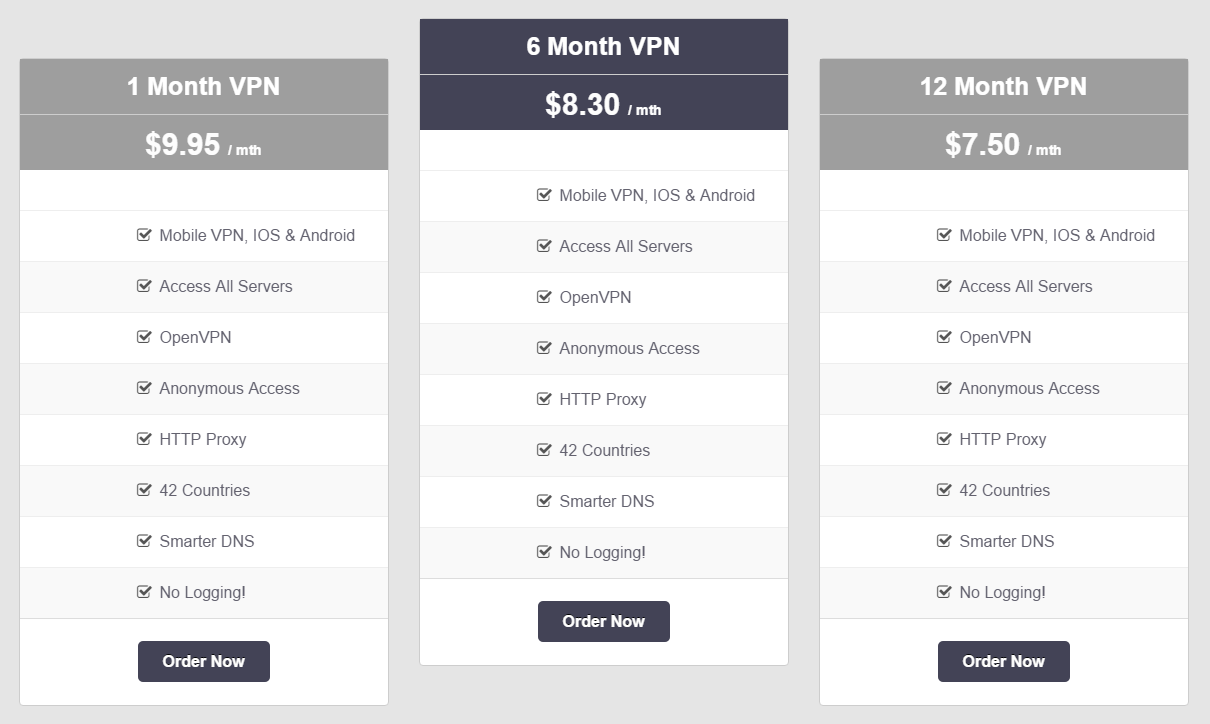 1 Month VPN
$9.95 / mth
Mobile VPN, IOS & Android
Access All Servers
OpenVPN
Anonymous Access
HTTP Proxy
42 Countries
Smarter DNS
No Logging!
Order Now
6 Month VPN
$8.30 / mth
Mobile VPN, IOS & Android
Access All Servers
OpenVPN
Anonymous Access
HTTP Proxy
42 Countries
Smarter DNS
No Logging!
Order Now
12 Month VPN
$7.50 / mth
Mobile VPN, IOS & Android
Access All Servers
OpenVPN
Anonymous Access
HTTP Proxy
42 Countries
Smarter DNS
No Logging!
Order Now